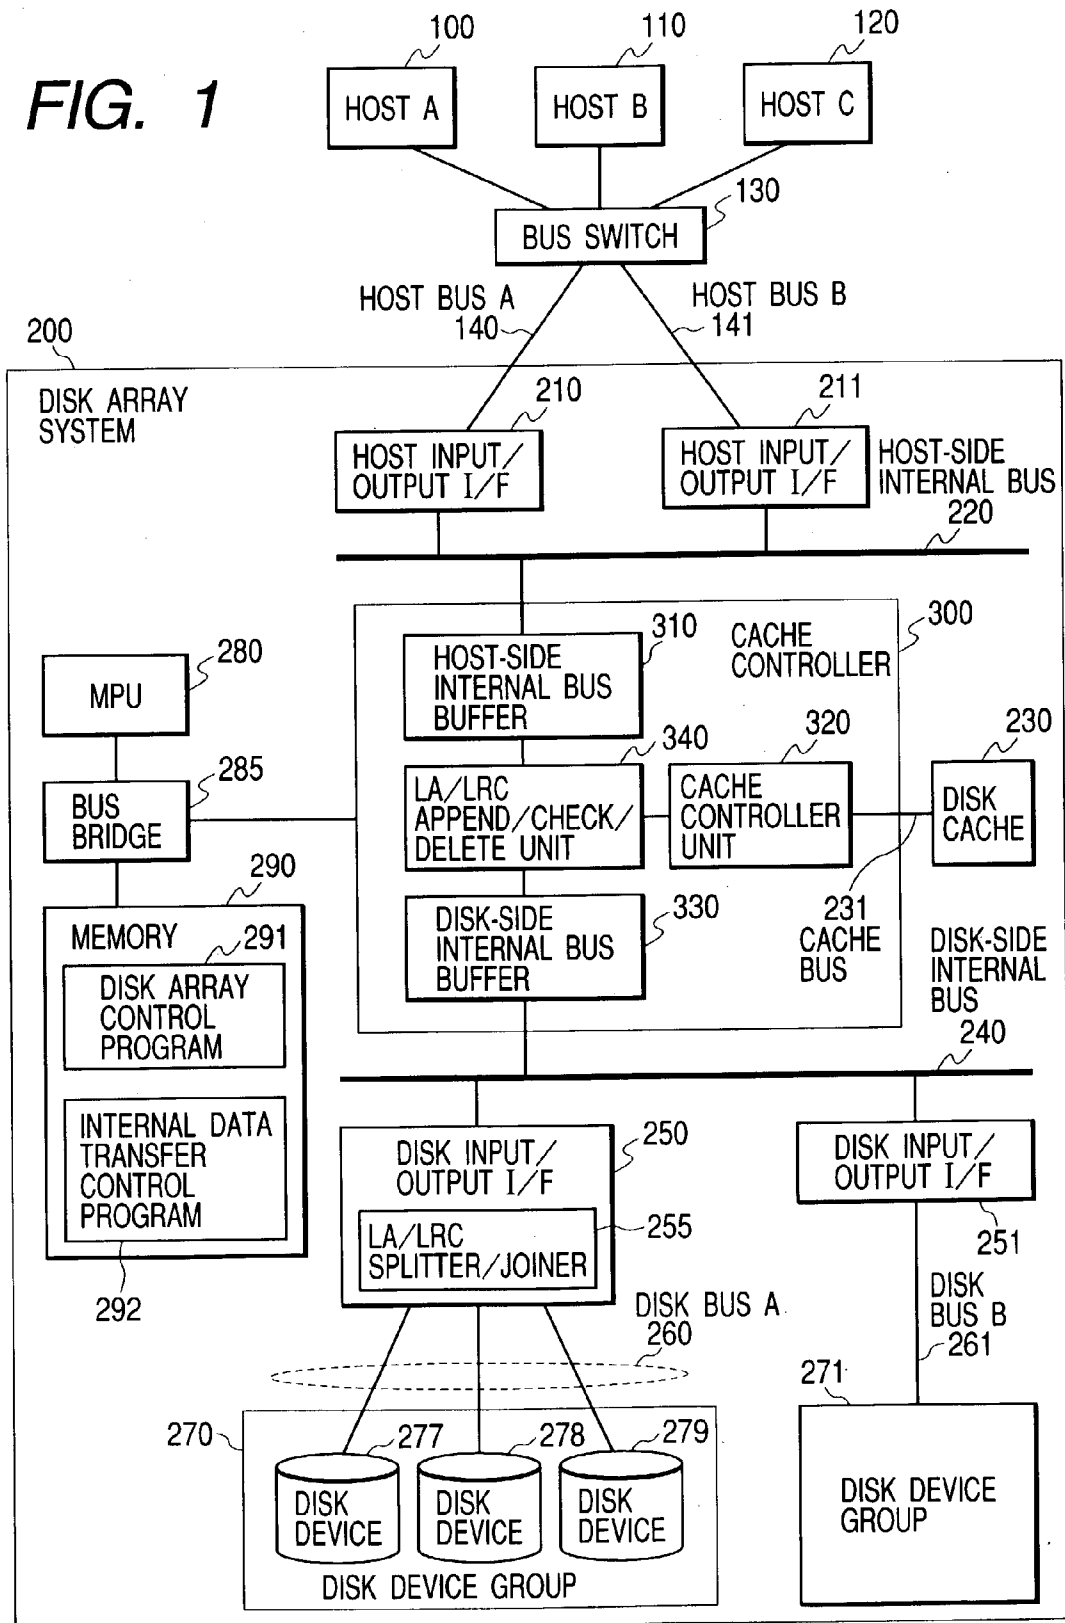 FIG. 1
100
110
120
HOST A
HOST B
HOST C
130
BUS SWITCH
HOST BUS A
140
HOST BUS B
141
200
DISK ARRAY
SYSTEM
210
211
HOST INPUT/
OUTPUT I/F
HOST INPUT/
OUTPUT I/F
HOST-SIDE
INTERNAL BUS
220
300
CACHE
CONTROLLER
310
HOST-SIDE
INTERNAL BUS
BUFFER
280
MPU
340
320
230
285
BUS
BRIDGE
LA/LRC
APPEND/CHECK/
DELETE UNIT
CACHE
CONTROLLER
UNIT
DISK
CACHE
231
CACHE
BUS
290
MEMORY
291
DISK ARRAY
CONTROL
PROGRAM
330
DISK-SIDE
INTERNAL BUS
BUFFER
DISK-SIDE
INTERNAL
BUS
240
INTERNAL DATA
TRANSFER
CONTROL
PROGRAM
292
250
DISK INPUT/
OUTPUT I/F
255
LA/LRC
SPLITTER/JOINER
DISK INPUT/
OUTPUT I/F
251
DISK BUS A
260
DISK
BUS B
261
270
277
278
279
DISK
DEVICE
DISK
DEVICE
DISK
DEVICE
DISK DEVICE GROUP
271
DISK DEVICE
GROUP